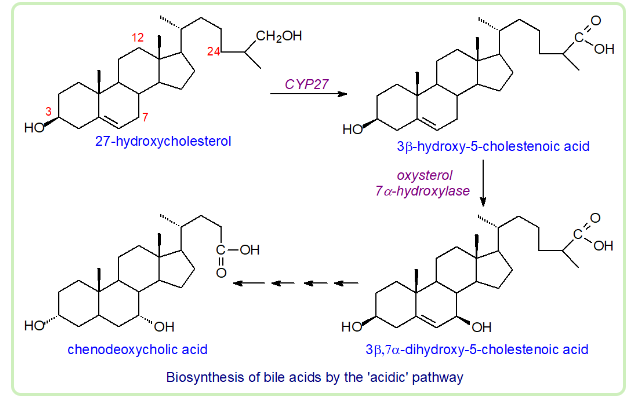 12
24
CH₂OH
3
7
HO
27-hydroxycholesterol
CYP27
O
C
OH
HO
3β-hydroxy-5-cholestenoic acid
oxysterol
7α-hydroxylase
O
C
OH
HO
OH
3β,7α-dihydroxy-5-cholestenoic acid
C–OH
O
HO
OH
chenodeoxycholic acid
Biosynthesis of bile acids by the 'acidic' pathway